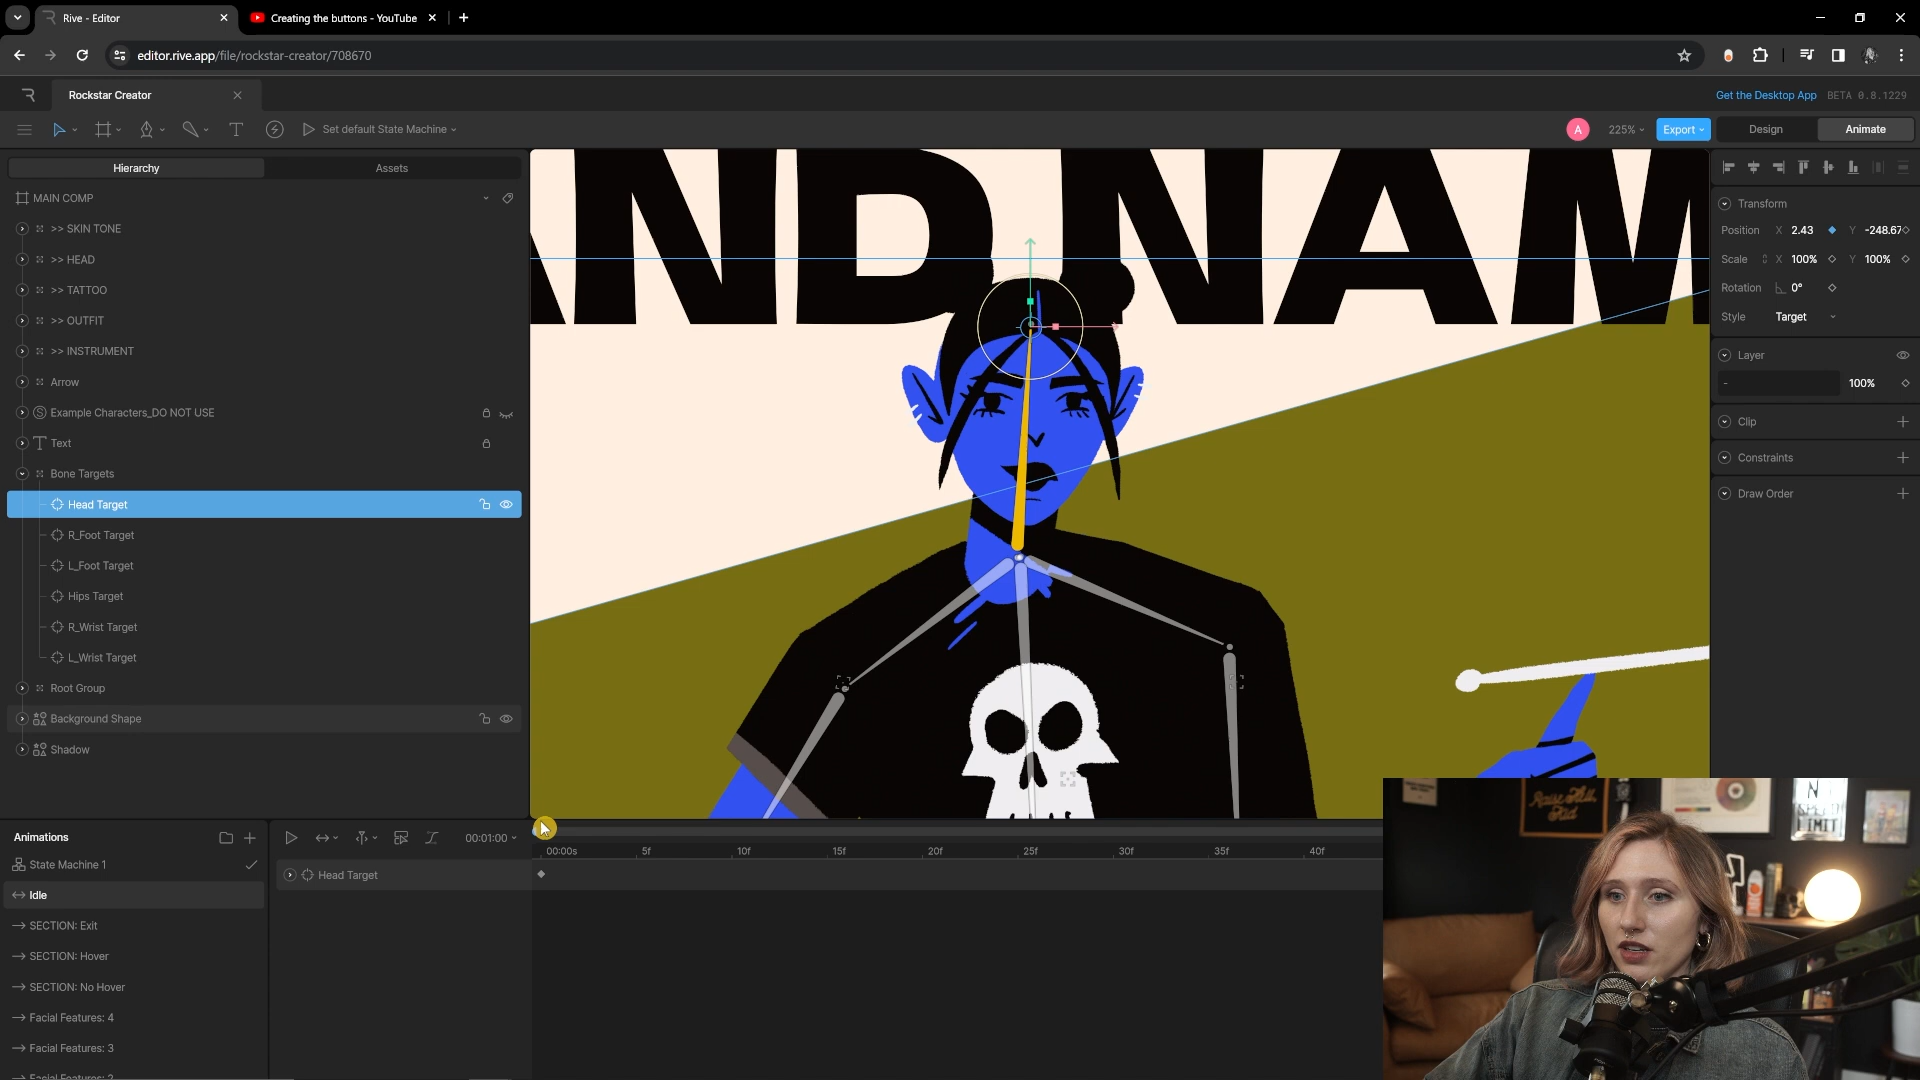 Rive - Editor
Creating the buttons - YouTube
editor.rive.app/file/rockstar-creator/708670
Rockstar Creator
Get the Desktop App
BETA 0.8.1229
Set default State Machine
A
225%
Export
Design
Animate
Hierarchy
Assets
MAIN COMP
>> SKIN TONE
>> HEAD
>> TATTOO
>> OUTFIT
>> INSTRUMENT
Arrow
Example Characters_DO NOT USE
Text
Bone Targets
Head Target
R_Foot Target
L_Foot Target
Hips Target
R_Wrist Target
L_Wrist Target
Root Group
Background Shape
Shadow
AND NAM
Transform
Position X 2.43 Y -248.67
Scale X 100% Y 100%
Rotation 0°
Style Target
Layer
- 100%
Clip
Constraints
Draw Order
Animations
State Machine 1
Idle
SECTION: Exit
SECTION: Hover
SECTION: No Hover
Facial Features: 4
Facial Features: 3
Facial Features: 2
00:01:00
00:00s 5f 10f 15f 20f 25f 30f 35f 40f
Head Target